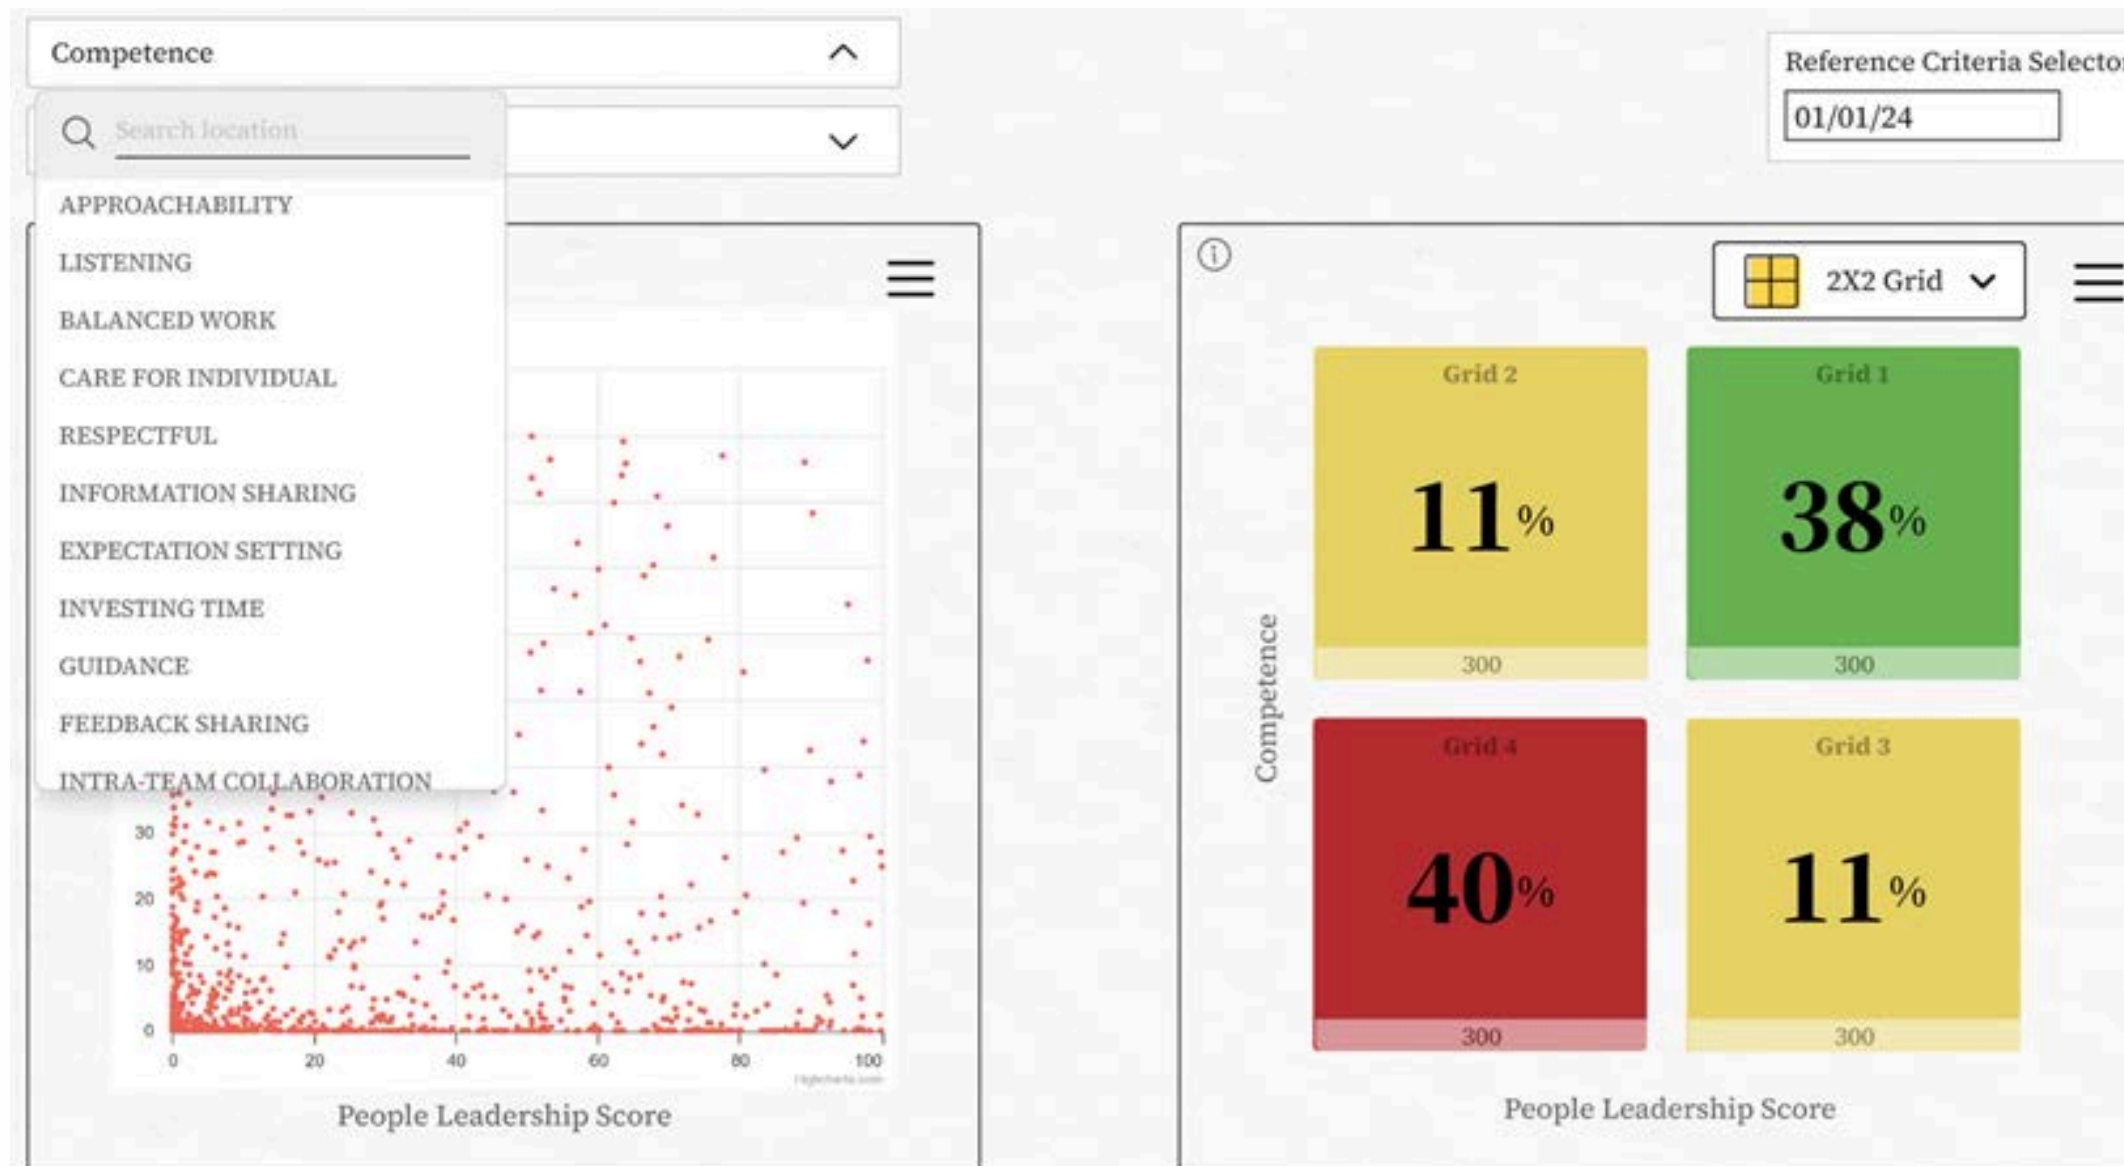 Competence
Search location
APPROACHABILITY
LISTENING
BALANCED WORK
CARE FOR INDIVIDUAL
RESPECTFUL
INFORMATION SHARING
EXPECTATION SETTING
INVESTING TIME
GUIDANCE
FEEDBACK SHARING
INTRA-TEAM COLLABORATION
30
20
10
0
0 20 40 60 80 100
Highcharts.com
People Leadership Score
Reference Criteria Selector
01/01/24
2X2 Grid
Grid 2
11%
300
Grid 1
38%
300
Competence
Grid 4
40%
300
Grid 3
11%
300
People Leadership Score